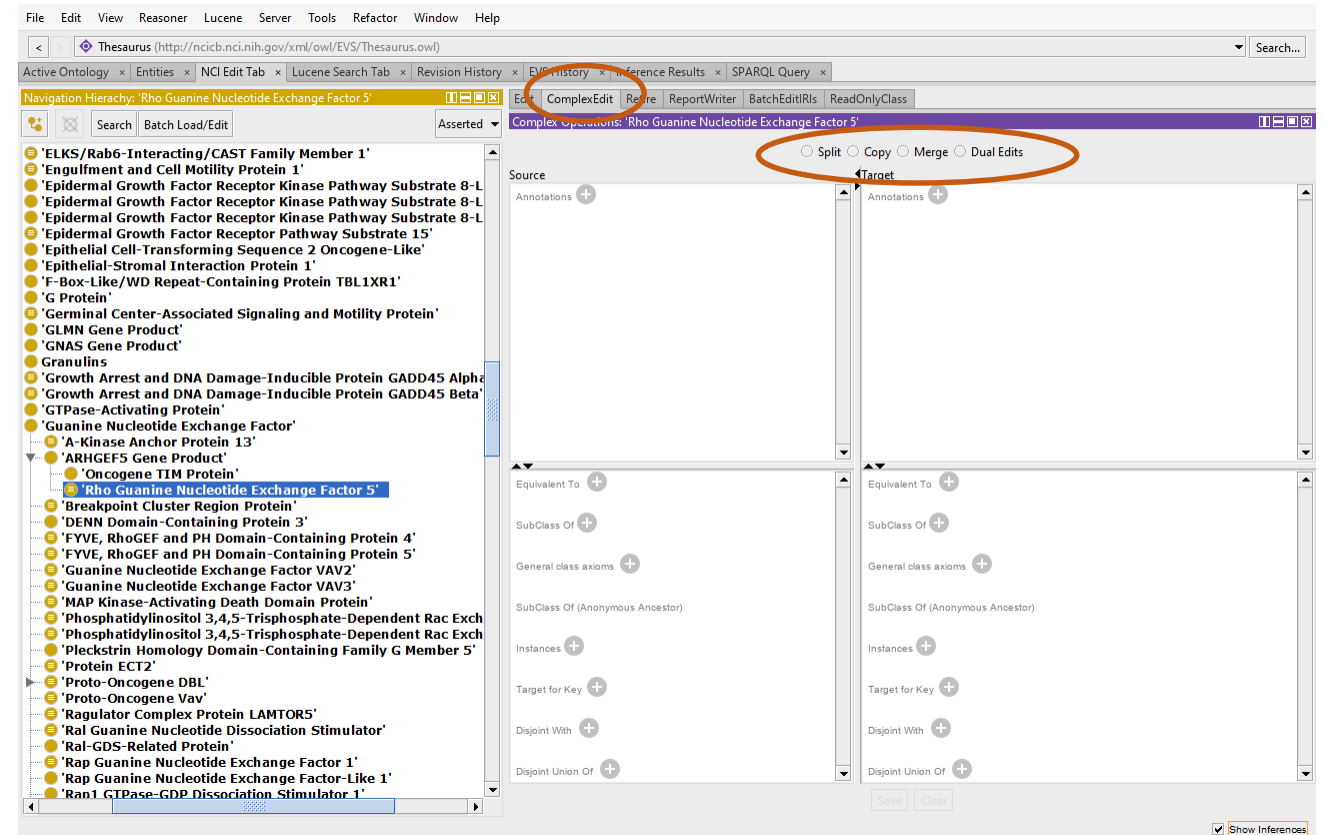 File Edit View Reasoner Lucene Server Tools Refactor Window Help
< > Thesaurus (http://ncicb.nci.nih.gov/xml/owl/EVS/Thesaurus.owl) Search...
Active Ontology × Entities × NCI Edit Tab × Lucene Search Tab × Revision History × EVS History × Inference Results × SPARQL Query ×
Navigation Hierachy: 'Rho Guanine Nucleotide Exchange Factor 5'
Search Batch Load/Edit Asserted
'ELKS/Rab6-Interacting/CAST Family Member 1'
'Engulfment and Cell Motility Protein 1'
'Epidermal Growth Factor Receptor Kinase Pathway Substrate 8-L
'Epidermal Growth Factor Receptor Kinase Pathway Substrate 8-L
'Epidermal Growth Factor Receptor Kinase Pathway Substrate 8-L
'Epidermal Growth Factor Receptor Pathway Substrate 15'
'Epithelial Cell-Transforming Sequence 2 Oncogene-Like'
'Epithelial-Stromal Interaction Protein 1'
'F-Box-Like/WD Repeat-Containing Protein TBL1XR1'
'G Protein'
'Germinal Center-Associated Signaling and Motility Protein'
'GLMN Gene Product'
'GNAS Gene Product'
Granulins
'Growth Arrest and DNA Damage-Inducible Protein GADD45 Alpha
'Growth Arrest and DNA Damage-Inducible Protein GADD45 Beta'
'GTPase-Activating Protein'
'Guanine Nucleotide Exchange Factor'
'A-Kinase Anchor Protein 13'
'ARHGEF5 Gene Product'
'Oncogene TIM Protein'
'Rho Guanine Nucleotide Exchange Factor 5'
'Breakpoint Cluster Region Protein'
'DENN Domain-Containing Protein 3'
'FYVE, RhoGEF and PH Domain-Containing Protein 4'
'FYVE, RhoGEF and PH Domain-Containing Protein 5'
'Guanine Nucleotide Exchange Factor VAV2'
'Guanine Nucleotide Exchange Factor VAV3'
'MAP Kinase-Activating Death Domain Protein'
'Phosphatidylinositol 3,4,5-Trisphosphate-Dependent Rac Exch
'Phosphatidylinositol 3,4,5-Trisphosphate-Dependent Rac Exch
'Pleckstrin Homology Domain-Containing Family G Member 5'
'Protein ECT2'
'Proto-Oncogene DBL'
'Proto-Oncogene Vav'
'Ragulator Complex Protein LAMTOR5'
'Ral Guanine Nucleotide Dissociation Stimulator'
'Ral-GDS-Related Protein'
'Rap Guanine Nucleotide Exchange Factor 1'
'Rap Guanine Nucleotide Exchange Factor-Like 1'
'Rap1 GTPase-GDP Dissociation Stimulator 1'
Edit ComplexEdit Retire ReportWriter BatchEditIRIs ReadOnlyClass
Complex Operations: 'Rho Guanine Nucleotide Exchange Factor 5'
Split Copy Merge Dual Edits
Source Target
Annotations Annotations
Equivalent To Equivalent To
SubClass Of SubClass Of
General class axioms General class axioms
SubClass Of (Anonymous Ancestor) SubClass Of (Anonymous Ancestor)
Instances Instances
Target for Key Target for Key
Disjoint With Disjoint With
Disjoint Union Of Disjoint Union Of
Save Clear
Show Inferences